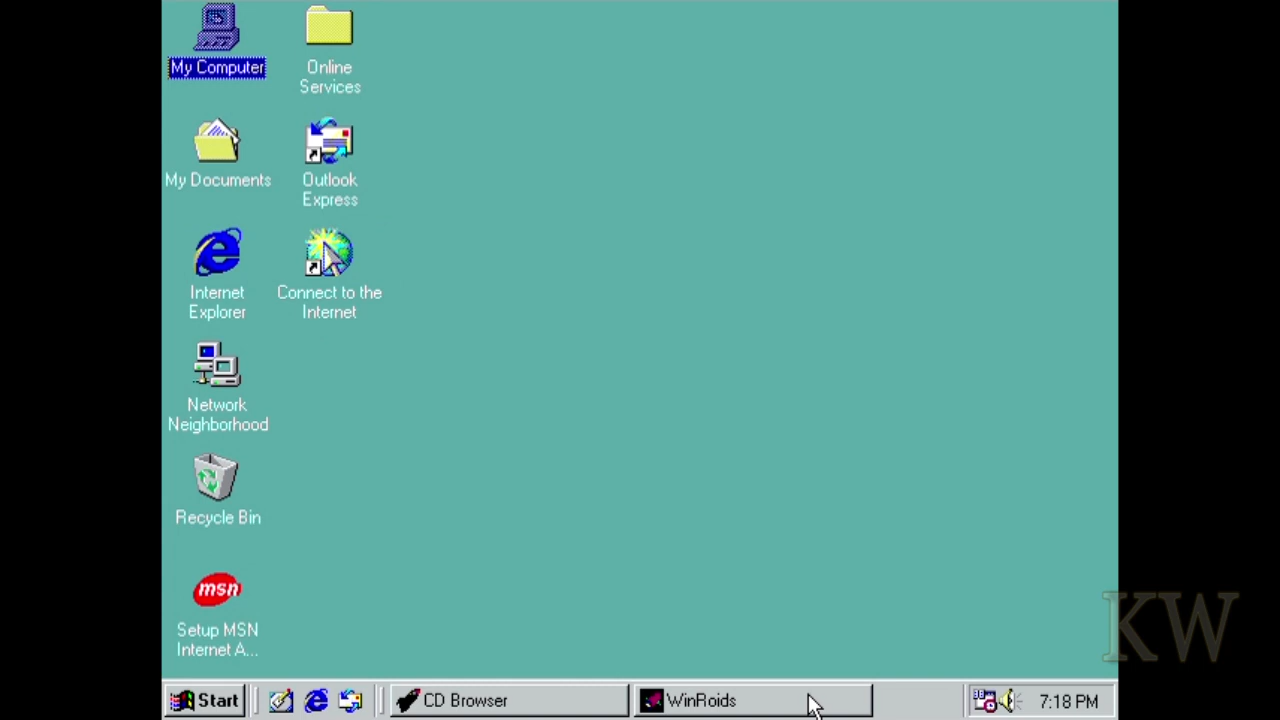 My Computer
Online
Services
My Documents
Outlook
Express
Internet
Explorer
Connect to the
Internet
Network
Neighborhood
Recycle Bin
msn
Setup MSN
Internet A...
KW
Start
CD Browser
WinRoids
7:18 PM